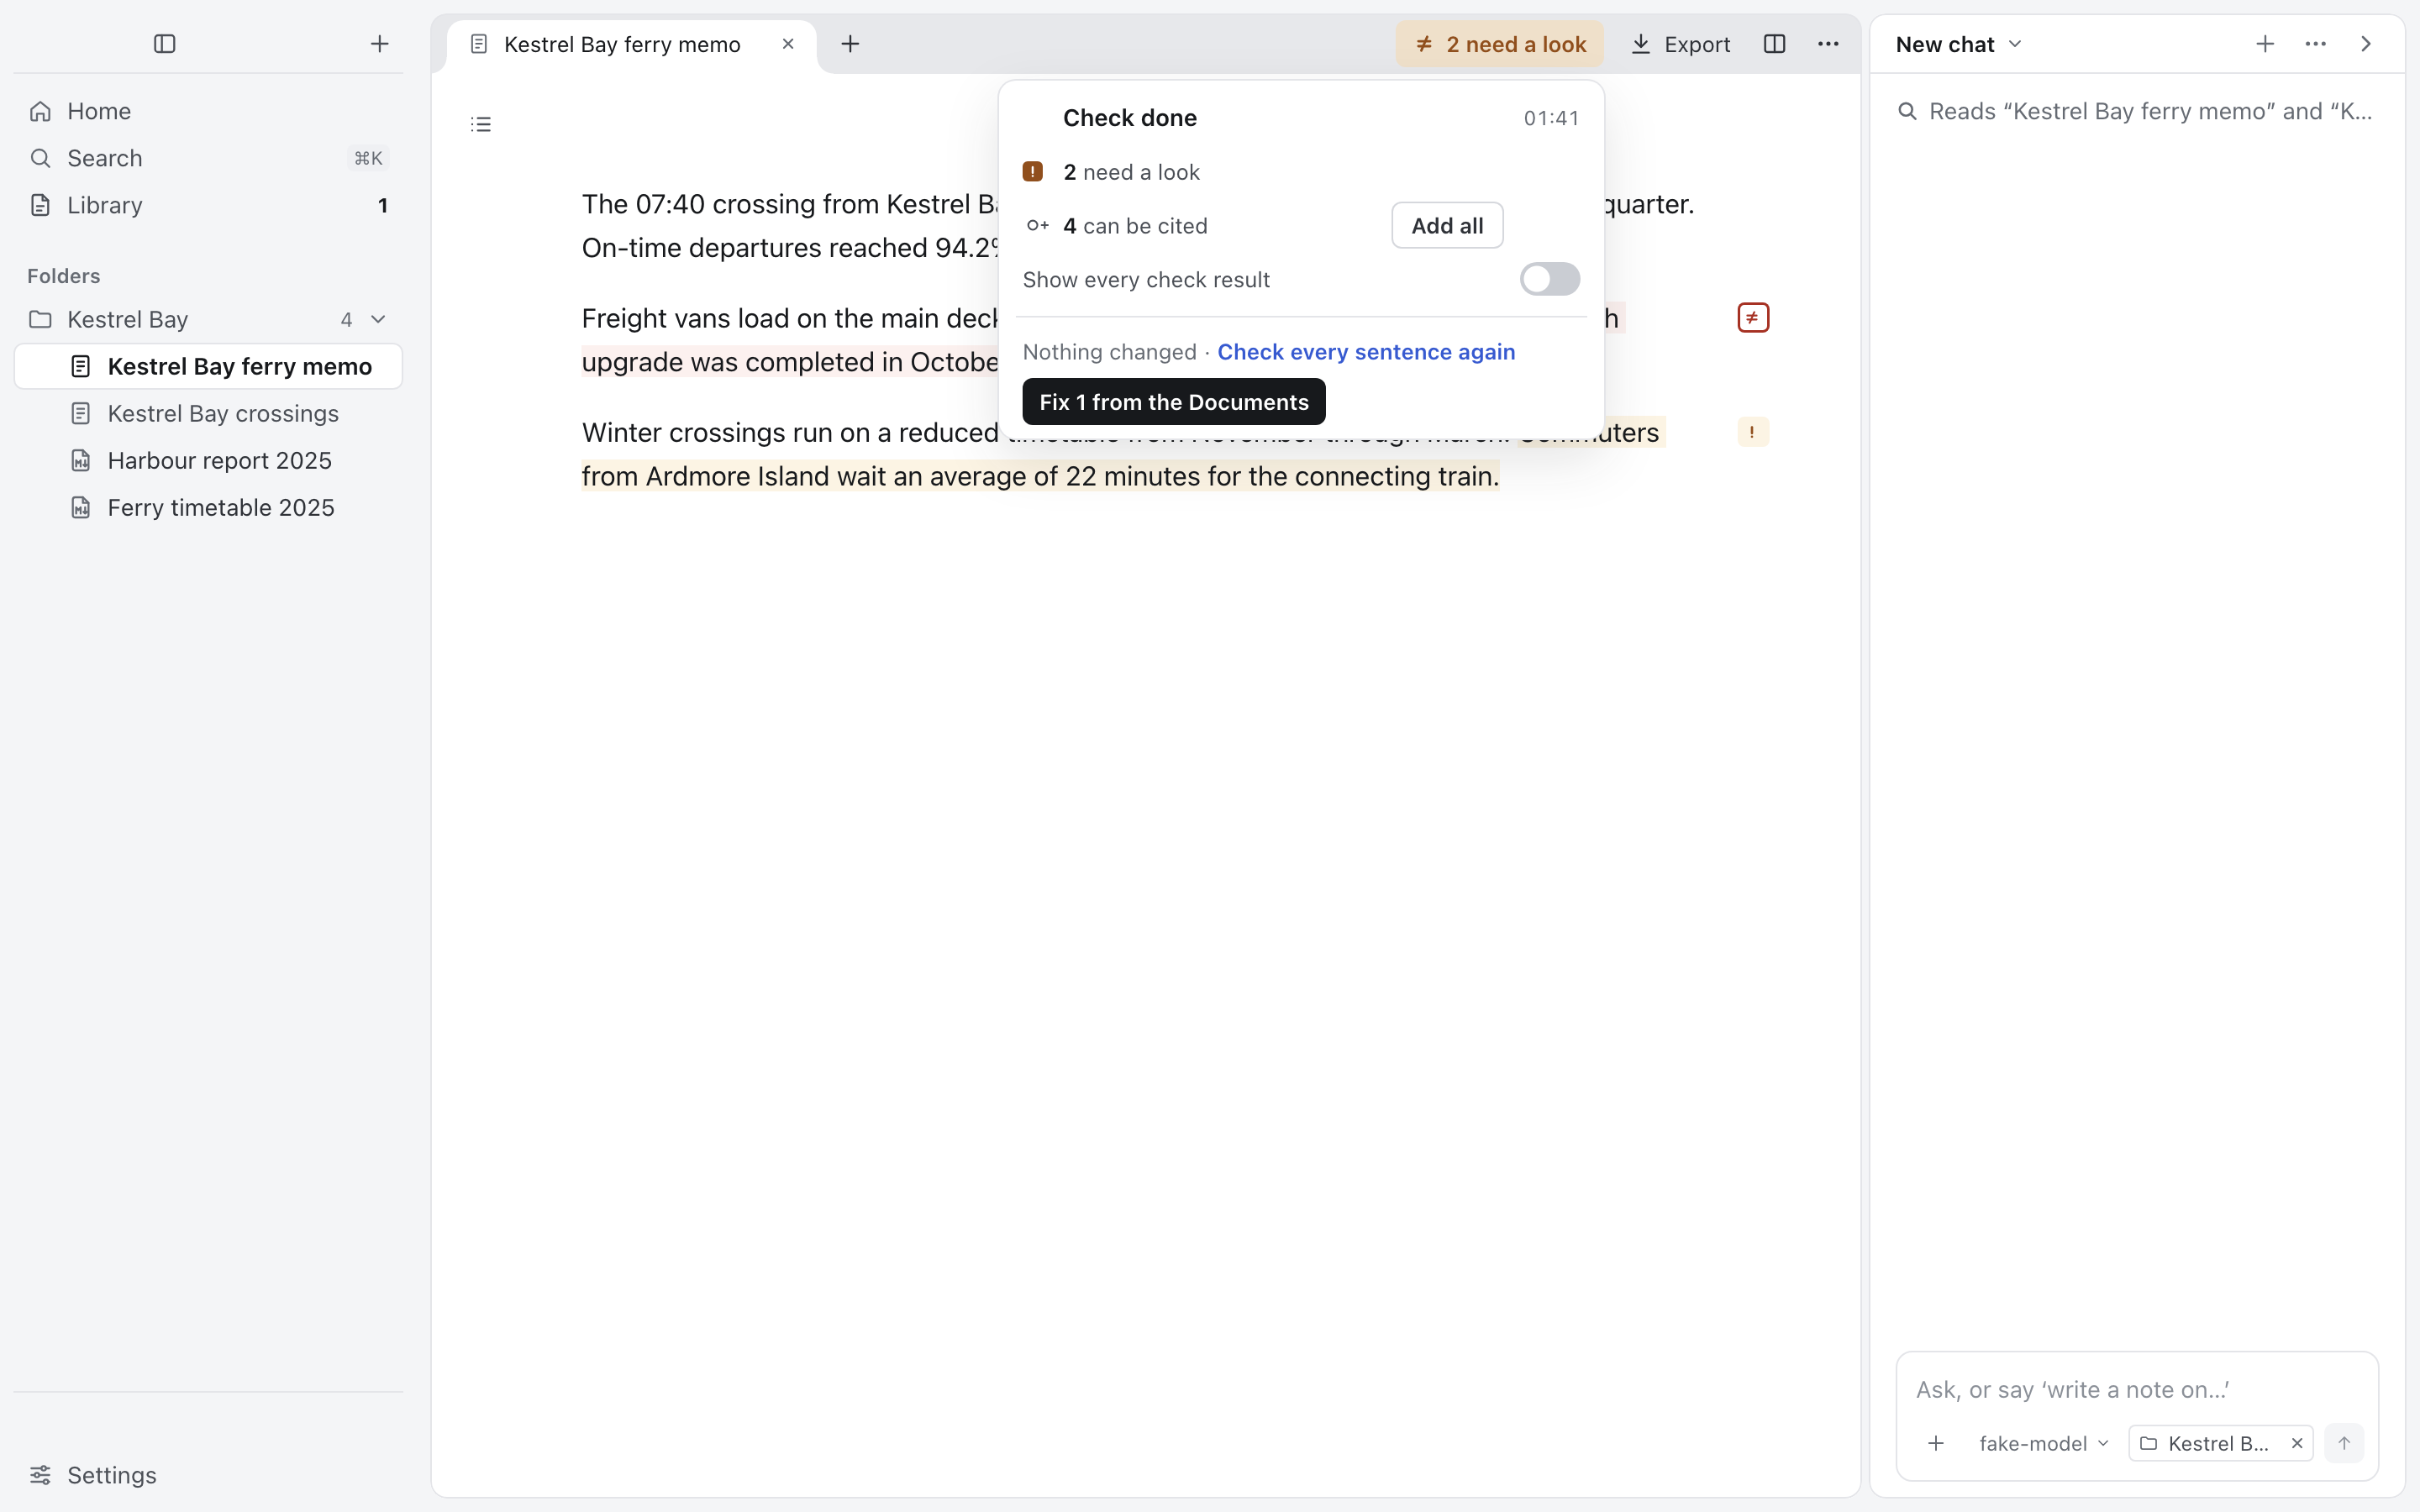 Home
Search ⌘K
Library 1
Folders
Kestrel Bay 4
Kestrel Bay ferry memo
Kestrel Bay crossings
Harbour report 2025
Ferry timetable 2025
Settings
Kestrel Bay ferry memo
≠ 2 need a look
Export
Check done 01:41
! 2 need a look
4 can be cited Add all
Show every check result
Nothing changed · Check every sentence again
Fix 1 from the Documents
The 07:40 crossing from Kestrel quarter.
On-time departures reached 94.2%
Freight vans load on the main deck ≠
upgrade was completed in
Winter crossings run on a reduced timetable from November through March. Commuters !
from Ardmore Island wait an average of 22 minutes for the connecting train.
New chat
Reads “Kestrel Bay ferry memo” and “K...
Ask, or say ‘write a note on…’
fake-model Kestrel B...